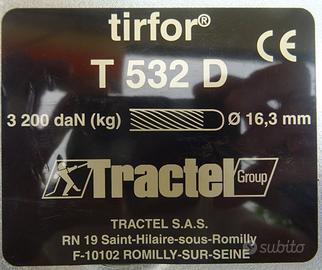 tirfor®
CE
T 532 D
3 200 daN (kg) Ø 16,3 mm
Tractel Group
TRACTEL S.A.S.
RN 19 Saint-Hilaire-sous-Romilly
F-10102 ROMILLY-SUR-SEINE
subito